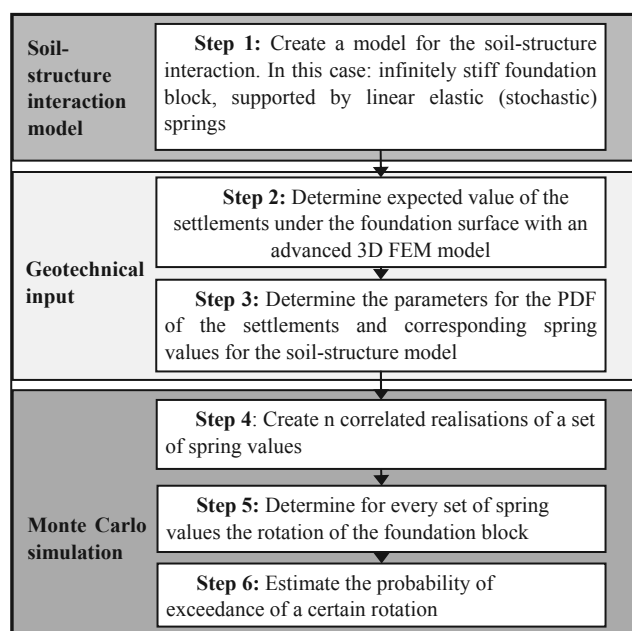 Soil-
structure
interaction
model
Step 1: Create a model for the soil-structure
interaction. In this case: infinitely stiff foundation
block, supported by linear elastic (stochastic)
springs
Geotechnical
input
Step 2: Determine expected value of the
settlements under the foundation surface with an
advanced 3D FEM model
Step 3: Determine the parameters for the PDF
of the settlements and corresponding spring
values for the soil-structure model
Monte Carlo
simulation
Step 4: Create n correlated realisations of a set
of spring values
Step 5: Determine for every set of spring
values the rotation of the foundation block
Step 6: Estimate the probability of
exceedance of a certain rotation